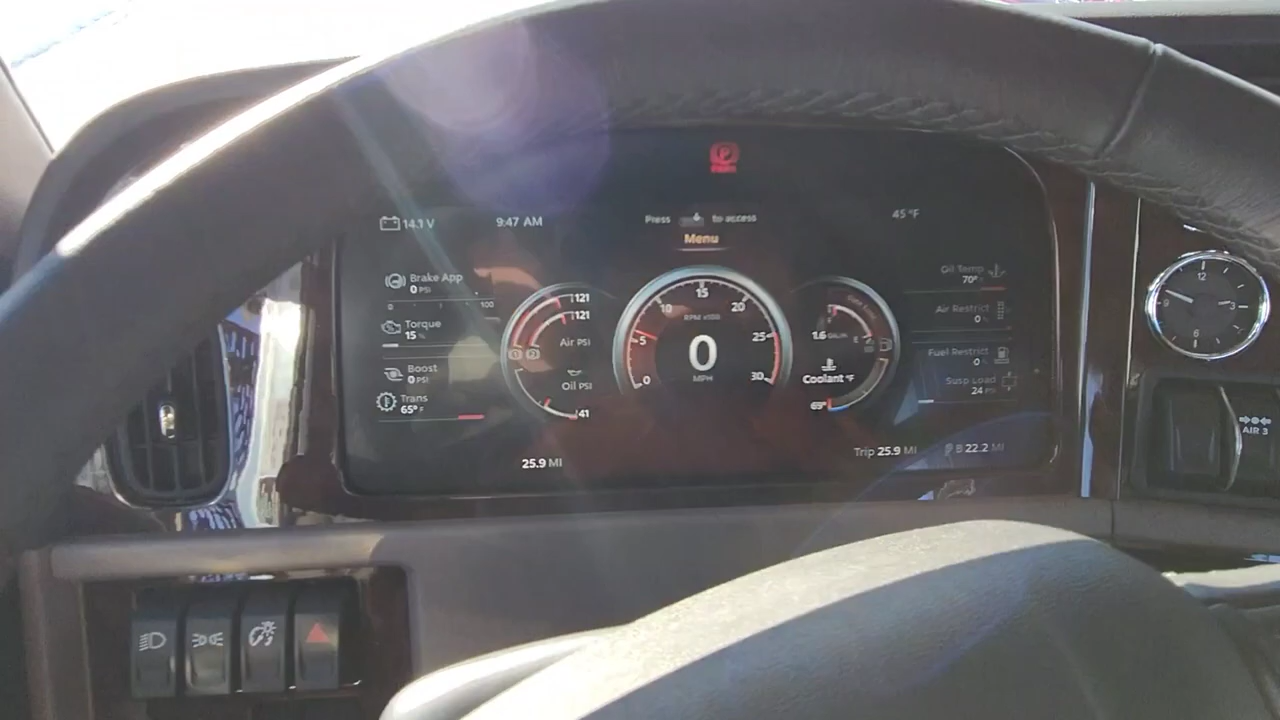 P
14.1 V
9:47 AM
Press to access
45 °F
Menu
Brake App
0 PSI
0 100
Torque
15 %
Boost
0 PSI
Trans
65° F
121
121
Air PSI
Oil PSI
41
15
10 20
RPM x100
5 25
0
MPH
0 30
F
1.6 E
Coolant °F
65°
Oil Temp
70°
Air Restrict
0
Fuel Restrict
0
Susp Load
24 PSI
25.9 MI
Trip 25.9 MI
B 22.2 MI
12
9 3
6
AIR 3